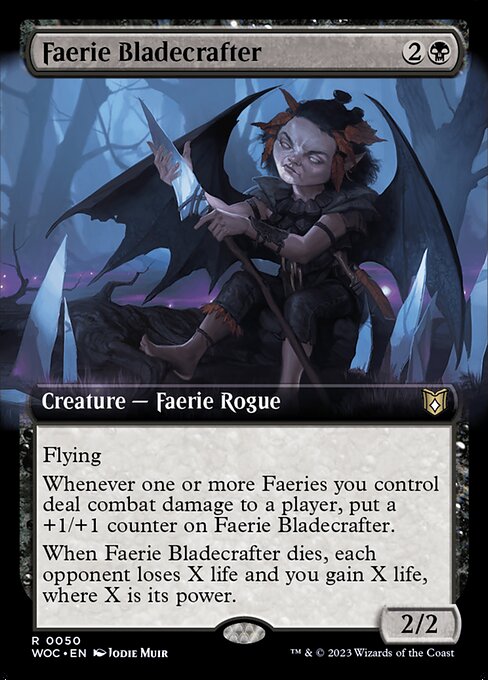 Faerie Bladecrafter 2
Creature — Faerie Rogue
Flying
Whenever one or more Faeries you control
deal combat damage to a player, put a
+1/+1 counter on Faerie Bladecrafter.
When Faerie Bladecrafter dies, each
opponent loses X life and you gain X life,
where X is its power.
2/2
R 0050
WOC • EN Jodie Muir
™ & © 2023 Wizards of the Coast